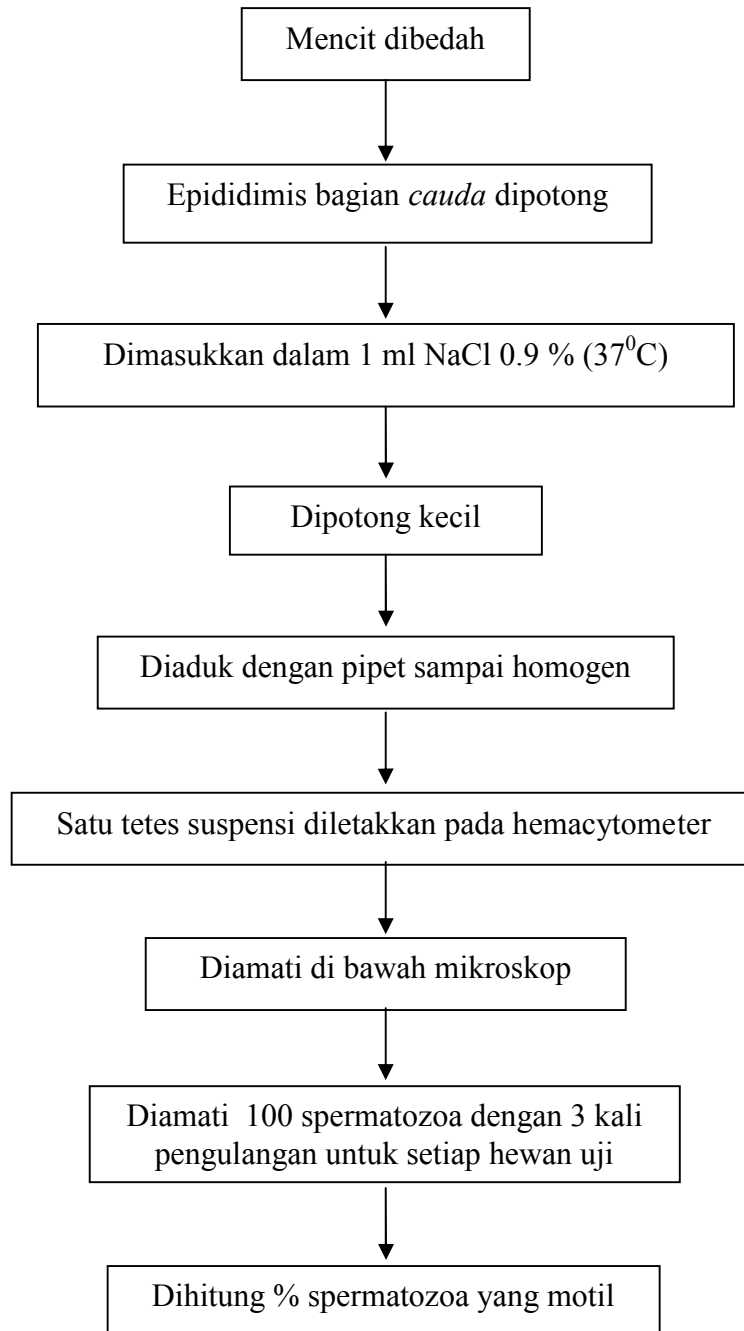 Mencit dibedah
Epididimis bagian cauda dipotong
Dimasukkan dalam 1 ml NaCl 0.9 % (37⁰C)
Dipotong kecil
Diaduk dengan pipet sampai homogen
Satu tetes suspensi diletakkan pada hemacytometer
Diamati di bawah mikroskop
Diamati 100 spermatozoa dengan 3 kali
pengulangan untuk setiap hewan uji
Dihitung % spermatozoa yang motil